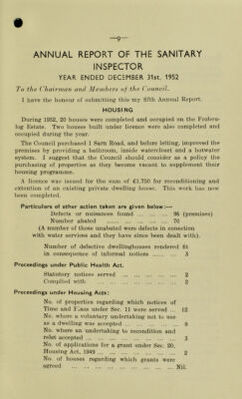 —9—
ANNUAL REPORT OF THE SANITARY
INSPECTOR
YEAR ENDED DECEMBER 31st, 1952
To the Chairman and Members of the Council.
I have the honour of submitting this my 37th Annual Report.
HOUSING
During 1952, 20 houses were completed and occupied on the
log Estate. Two houses built under licence were also completed and
occupied during the year.
The Council purchased 1 Sarn Road, and before letting, improved the
premises by providing a bathroom, inside watercloset and a hotwater
system. I suggest that the Council should consider as a policy the
purchasing of properties as they become vacant to supplement their
housing programme.
A licence was issued for the sum of £1,750 for reconditioning and
extention of an existing private dwelling house. This work has now
been completed.
Particulars of other action taken are given below:—
Defects or nuisances found ... ... ... 96 (premises)
Number abated ... ... ... ... 70
(A number of those unabated were defects in connection
with water services and they have since been dealt with).
Number of defective dwellinghouses rendered fit
in consequence of informal notices ... ... 3
Proceedings under Public Health Act.
Statutory notices served ... ... ... ... 2
Complied with ... ... ... ... ... 2
Proceedings under Housing Acts:
No. of properties regarding which notices of
Time and Place under Sec. 11 were served ... 12
No. where a voluntary undertaking not to use
as a dwelling was accepted ... ... ... 8
No. where an undertaking to recondition and
relet accepted ... ... ... ... ... 3
No. of applications for a grant under Sec. 20,
Housing Act, 1949 ... ... ... ... ... 2
No. of houses regarding which grants were
agreed ... ... ... ... ... ... Nil.